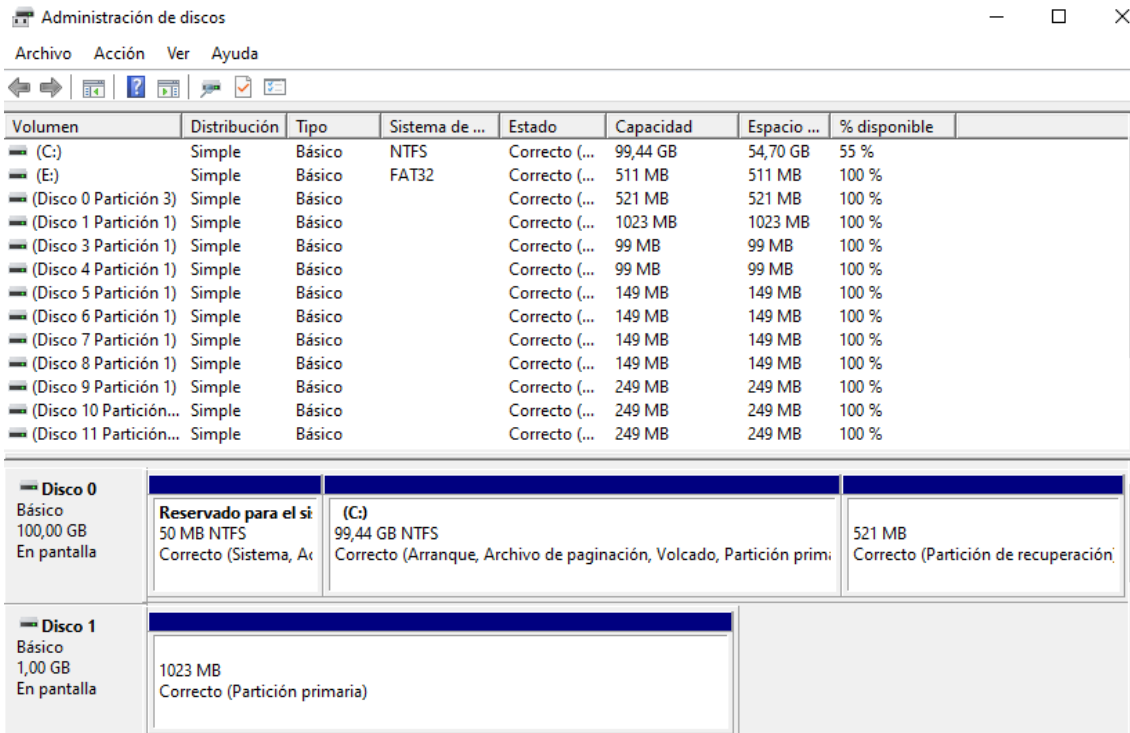 Administración de discos
Archivo Acción Ver Ayuda
Volumen Distribución Tipo Sistema de ... Estado Capacidad Espacio ... % disponible
(C:) Simple Básico NTFS Correcto (... 99,44 GB 54,70 GB 55 %
(E:) Simple Básico FAT32 Correcto (... 511 MB 511 MB 100 %
(Disco 0 Partición 3) Simple Básico Correcto (... 521 MB 521 MB 100 %
(Disco 1 Partición 1) Simple Básico Correcto (... 1023 MB 1023 MB 100 %
(Disco 3 Partición 1) Simple Básico Correcto (... 99 MB 99 MB 100 %
(Disco 4 Partición 1) Simple Básico Correcto (... 99 MB 99 MB 100 %
(Disco 5 Partición 1) Simple Básico Correcto (... 149 MB 149 MB 100 %
(Disco 6 Partición 1) Simple Básico Correcto (... 149 MB 149 MB 100 %
(Disco 7 Partición 1) Simple Básico Correcto (... 149 MB 149 MB 100 %
(Disco 8 Partición 1) Simple Básico Correcto (... 149 MB 149 MB 100 %
(Disco 9 Partición 1) Simple Básico Correcto (... 249 MB 249 MB 100 %
(Disco 10 Partición... Simple Básico Correcto (... 249 MB 249 MB 100 %
(Disco 11 Partición... Simple Básico Correcto (... 249 MB 249 MB 100 %
Disco 0
Básico
100,00 GB
En pantalla
Reservado para el si
50 MB NTFS
Correcto (Sistema, Ac
(C:)
99,44 GB NTFS
Correcto (Arranque, Archivo de paginación, Volcado, Partición prima
521 MB
Correcto (Partición de recuperación)
Disco 1
Básico
1,00 GB
En pantalla
1023 MB
Correcto (Partición primaria)